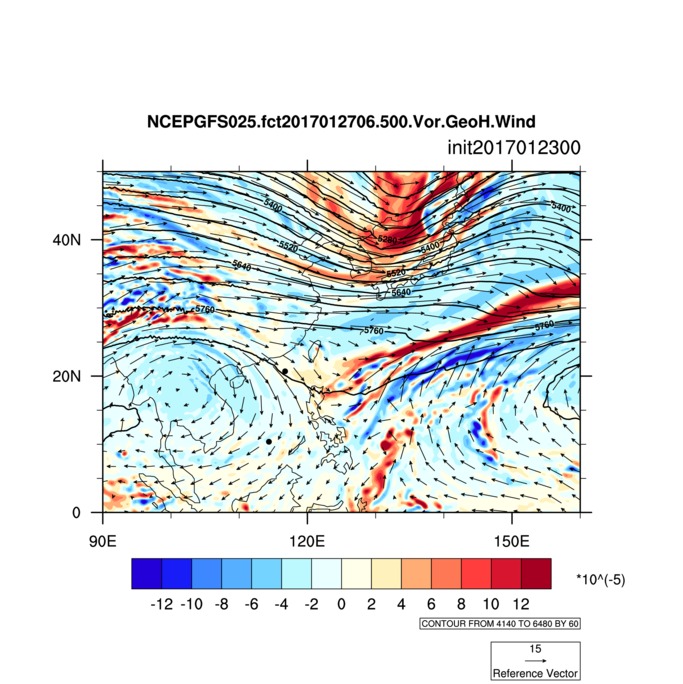 NCEPGFS025.fct2017012706.500.Vor.GeoH.Wind
init2017012300
5400
5400
40N
5280
5400
5520
5640
5520
5640
5760
5760
5760
20N
0
90E 120E 150E
*10^(-5)
-12 -10 -8 -6 -4 -2 0 2 4 6 8 10 12
CONTOUR FROM 4140 TO 6480 BY 60
15
Reference Vector